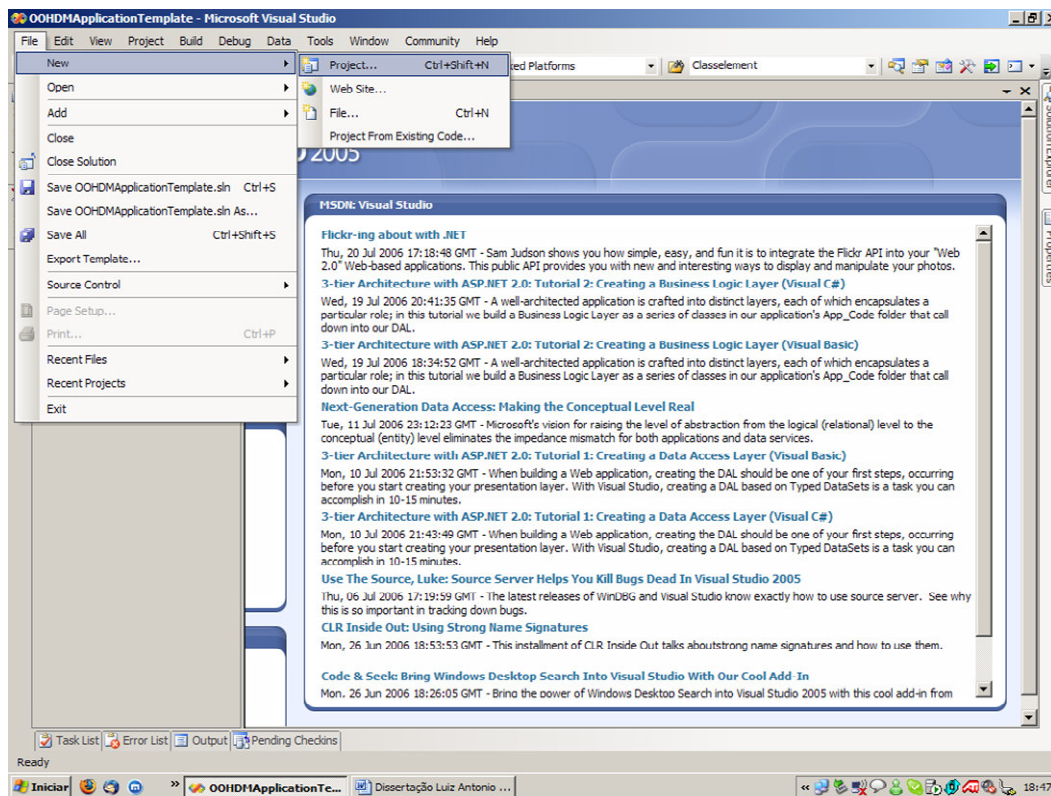 OOHDMApplicationTemplate - Microsoft Visual Studio
File Edit View Project Build Debug Data Tools Window Community Help
New
Project... Ctrl+Shift+N
Platforms
Classelement
Open
Web Site...
Add
File... Ctrl+N
Close
Project From Existing Code...
Close Solution
2005
Save OOHDMApplicationTemplate.sln Ctrl+S
Save OOHDMApplicationTemplate.sln As...
Save All Ctrl+Shift+S
Export Template...
Source Control
Page Setup...
Print... Ctrl+P
Recent Files
Recent Projects
Exit
MSDN: Visual Studio
Flickr-ing about with .NET
Thu, 20 Jul 2006 17:18:48 GMT - Sam Judson shows you how simple, easy, and fun it is to integrate the Flickr API into your "Web
2.0" Web-based applications. This public API provides you with new and interesting ways to display and manipulate your photos.
3-tier Architecture with ASP.NET 2.0: Tutorial 2: Creating a Business Logic Layer (Visual C#)
Wed, 19 Jul 2006 20:41:35 GMT - A well-architected application is crafted into distinct layers, each of which encapsulates a
particular role; in this tutorial we build a Business Logic Layer as a series of classes in our application's App_Code folder that call
down into our DAL.
3-tier Architecture with ASP.NET 2.0: Tutorial 2: Creating a Business Logic Layer (Visual Basic)
Wed, 19 Jul 2006 18:34:52 GMT - A well-architected application is crafted into distinct layers, each of which encapsulates a
particular role; in this tutorial we build a Business Logic Layer as a series of classes in our application's App_Code folder that call
down into our DAL.
Next-Generation Data Access: Making the Conceptual Level Real
Tue, 11 Jul 2006 23:12:23 GMT - Microsoft's vision for raising the level of abstraction from the logical (relational) level to the
conceptual (entity) level eliminates the impedance mismatch for both applications and data services.
3-tier Architecture with ASP.NET 2.0: Tutorial 1: Creating a Data Access Layer (Visual Basic)
Mon, 10 Jul 2006 21:53:32 GMT - When building a Web application, creating the DAL should be one of your first steps, occurring
before you start creating your presentation layer. With Visual Studio, creating a DAL based on Typed DataSets is a task you can
accomplish in 10-15 minutes.
3-tier Architecture with ASP.NET 2.0: Tutorial 1: Creating a Data Access Layer (Visual C#)
Mon, 10 Jul 2006 21:43:49 GMT - When building a Web application, creating the DAL should be one of your first steps, occurring
before you start creating your presentation layer. With Visual Studio, creating a DAL based on Typed DataSets is a task you can
accomplish in 10-15 minutes.
Use The Source, Luke: Source Server Helps You Kill Bugs Dead In Visual Studio 2005
Thu, 06 Jul 2006 17:19:59 GMT - The latest releases of WinDBG and Visual Studio know exactly how to use source server. See why
this is so important in tracking down bugs.
CLR Inside Out: Using Strong Name Signatures
Mon, 26 Jun 2006 18:53:53 GMT - This installment of CLR Inside Out talks aboutstrong name signatures and how to use them.
Code & Seek: Bring Windows Desktop Search Into Visual Studio With Our Cool Add-In
Mon, 26 Jun 2006 18:26:05 GMT - Bring the power of Windows Desktop Search into Visual Studio 2005 with this cool add-in from
Solution Explorer
Properties
Task List Error List Output Pending Checkins
Ready
Iniciar
OOHDMApplicationTe...
Dissertação Luiz Antonio ...
18:47